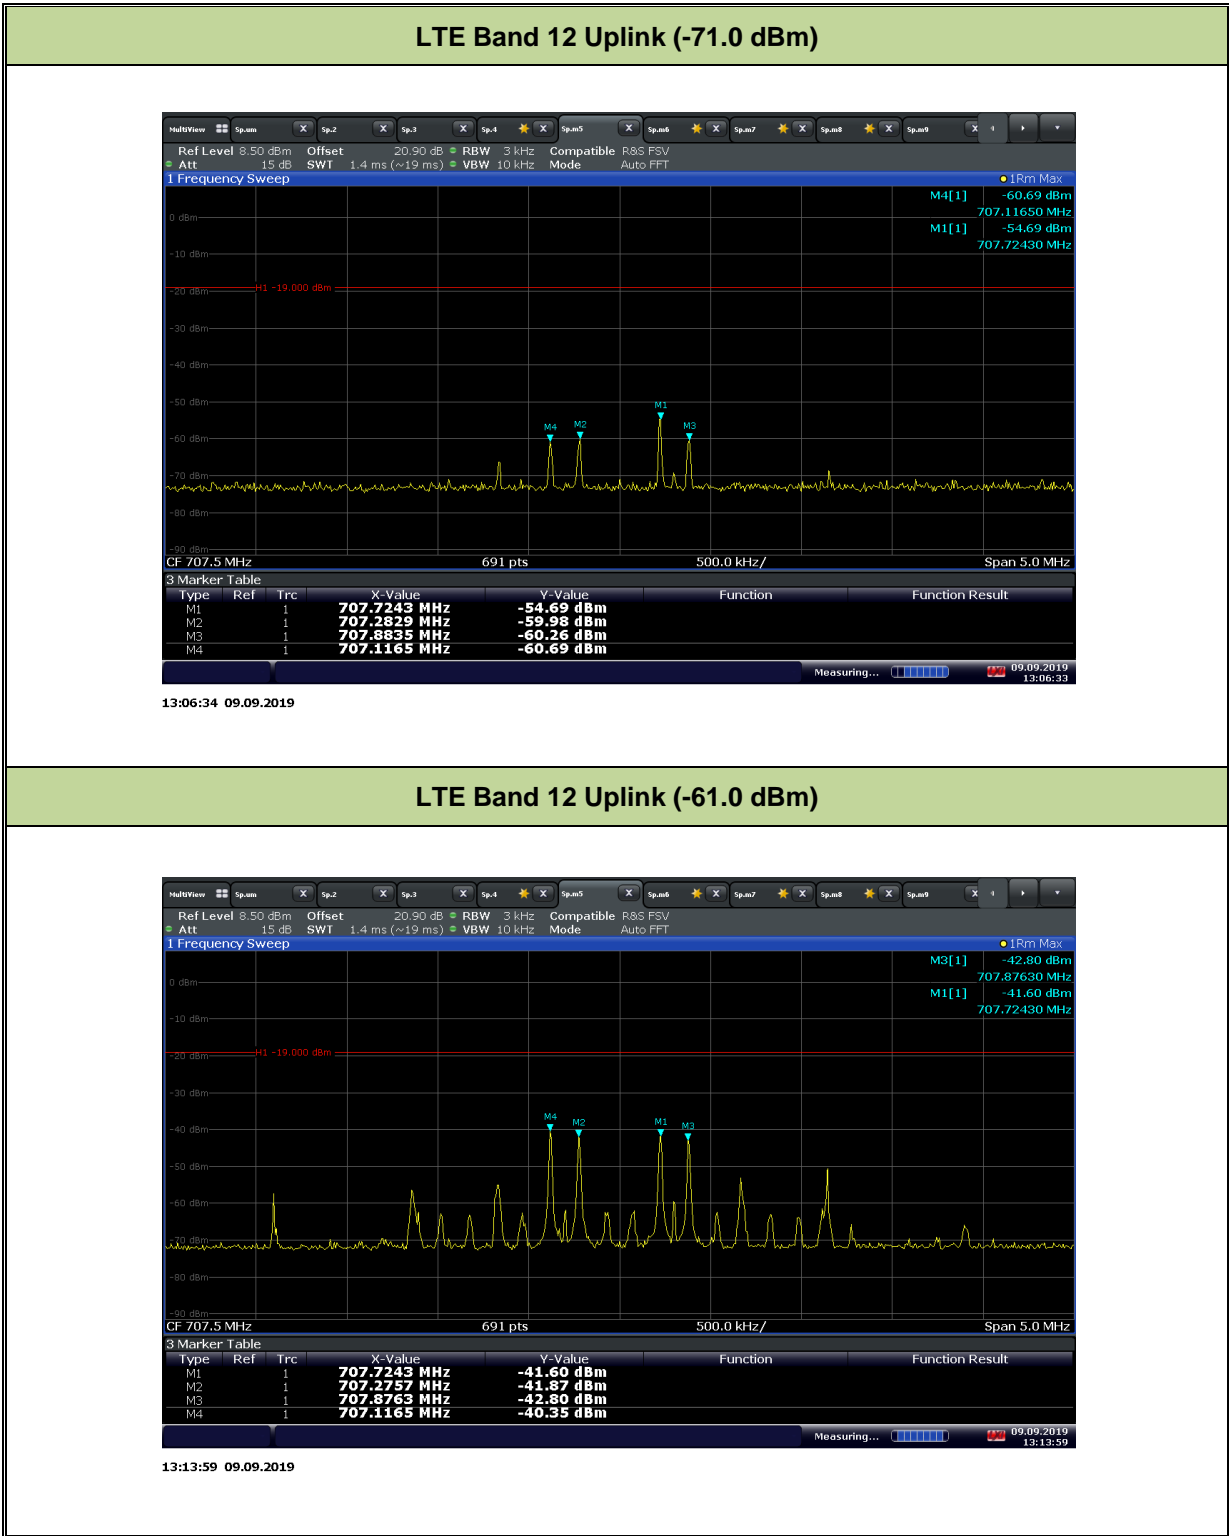 LTE Band 12 Uplink (-71.0 dBm)
MultiView Sp.um X Sp.2 X Sp.3 X Sp.4 X Sp.m5 X Sp.m6 X Sp.m7 X Sp.m8 X Sp.m9 X
Ref Level 8.50 dBm Offset 20.90 dB RBW 3 kHz Compatible R&S FSV
Att 15 dB SWT 1.4 ms (~19 ms) VBW 10 kHz Mode Auto FFT
1 Frequency Sweep 1Rm Max
M4[1] -60.69 dBm
707.11650 MHz
M1[1] -54.69 dBm
707.72430 MHz
0 dBm
-10 dBm
H1 -19.000 dBm
-20 dBm
-30 dBm
-40 dBm
-50 dBm
M1
M4 M2 M3
-60 dBm
-70 dBm
-80 dBm
-90 dBm
CF 707.5 MHz 691 pts 500.0 kHz/ Span 5.0 MHz
3 Marker Table
Type Ref Trc X-Value Y-Value Function Function Result
M1 1 707.7243 MHz -54.69 dBm
M2 1 707.2829 MHz -59.98 dBm
M3 1 707.8835 MHz -60.26 dBm
M4 1 707.1165 MHz -60.69 dBm
Measuring... 09.09.2019
13:06:33
13:06:34 09.09.2019
LTE Band 12 Uplink (-61.0 dBm)
MultiView Sp.um X Sp.2 X Sp.3 X Sp.4 X Sp.m5 X Sp.m6 X Sp.m7 X Sp.m8 X Sp.m9 X
Ref Level 8.50 dBm Offset 20.90 dB RBW 3 kHz Compatible R&S FSV
Att 15 dB SWT 1.4 ms (~19 ms) VBW 10 kHz Mode Auto FFT
1 Frequency Sweep 1Rm Max
M3[1] -42.80 dBm
707.87630 MHz
M1[1] -41.60 dBm
707.72430 MHz
0 dBm
-10 dBm
H1 -19.000 dBm
-20 dBm
-30 dBm
M4 M2 M1 M3
-40 dBm
-50 dBm
-60 dBm
-70 dBm
-80 dBm
-90 dBm
CF 707.5 MHz 691 pts 500.0 kHz/ Span 5.0 MHz
3 Marker Table
Type Ref Trc X-Value Y-Value Function Function Result
M1 1 707.7243 MHz -41.60 dBm
M2 1 707.2757 MHz -41.87 dBm
M3 1 707.8763 MHz -42.80 dBm
M4 1 707.1165 MHz -40.35 dBm
Measuring... 09.09.2019
13:13:59
13:13:59 09.09.2019